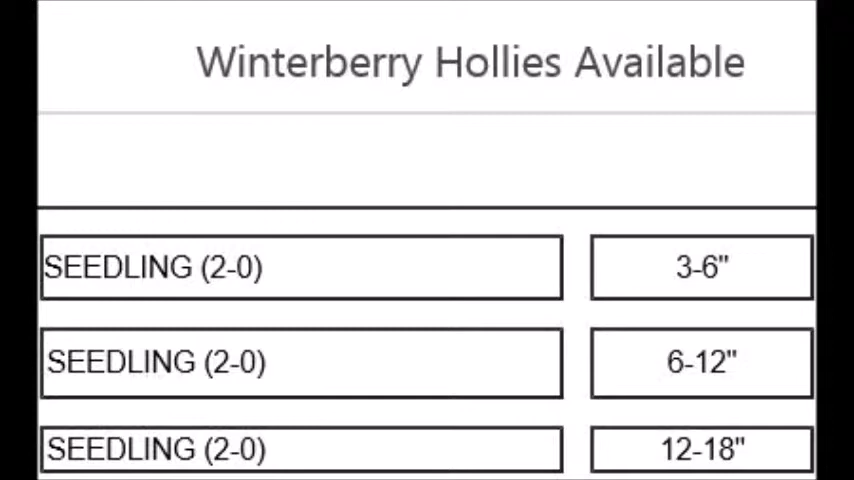 Winterberry Hollies Available
SEEDLING (2-0) 3-6"
SEEDLING (2-0) 6-12"
SEEDLING (2-0) 12-18"